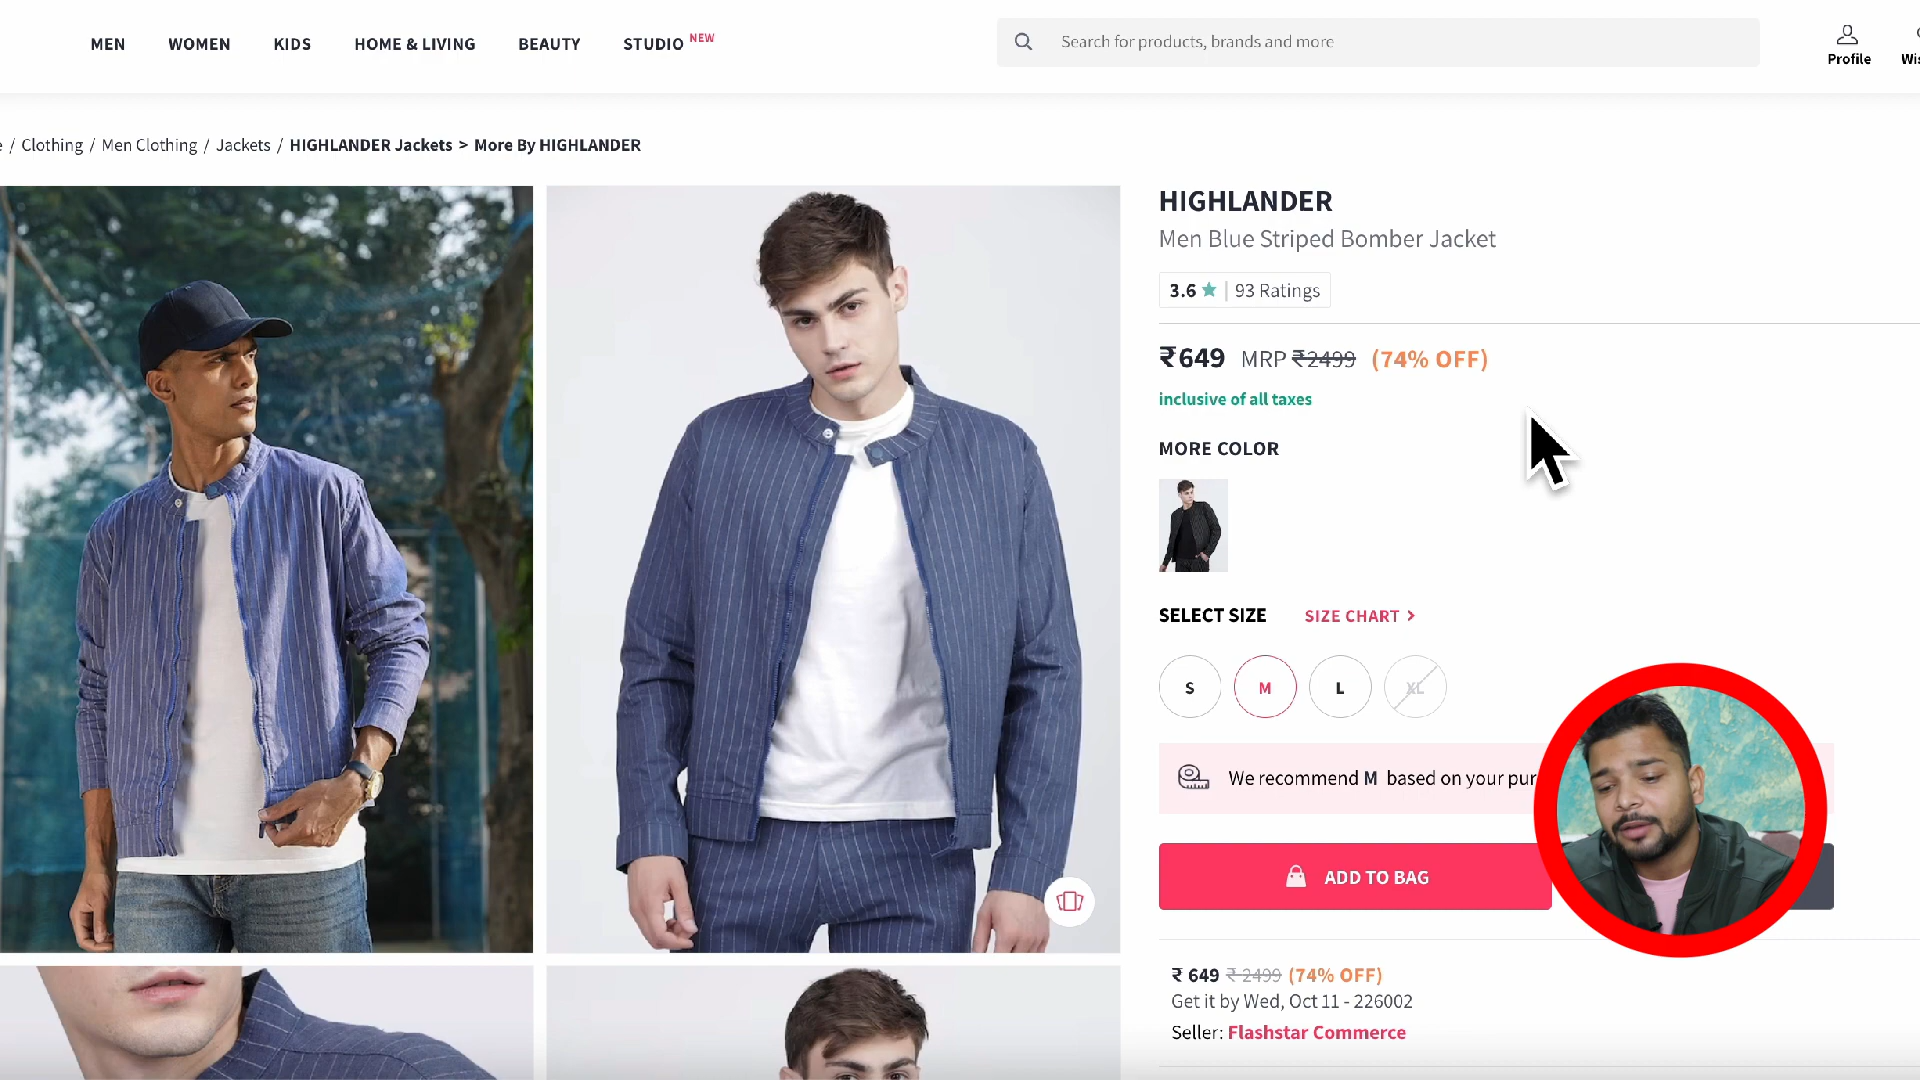 MEN WOMEN KIDS HOME & LIVING BEAUTY STUDIO NEW
Search for products, brands and more
Profile
/ Clothing / Men Clothing / Jackets / HIGHLANDER Jackets > More By HIGHLANDER
HIGHLANDER
Men Blue Striped Bomber Jacket
3.6 ★ | 93 Ratings
₹649 MRP ₹2499 (74% OFF)
inclusive of all taxes
MORE COLOR
SELECT SIZE SIZE CHART >
S M L XL
We recommend M based on your
ADD TO BAG
₹ 649 ₹ 2499 (74% OFF)
Get it by Wed, Oct 11 - 226002
Seller: Flashstar Commerce